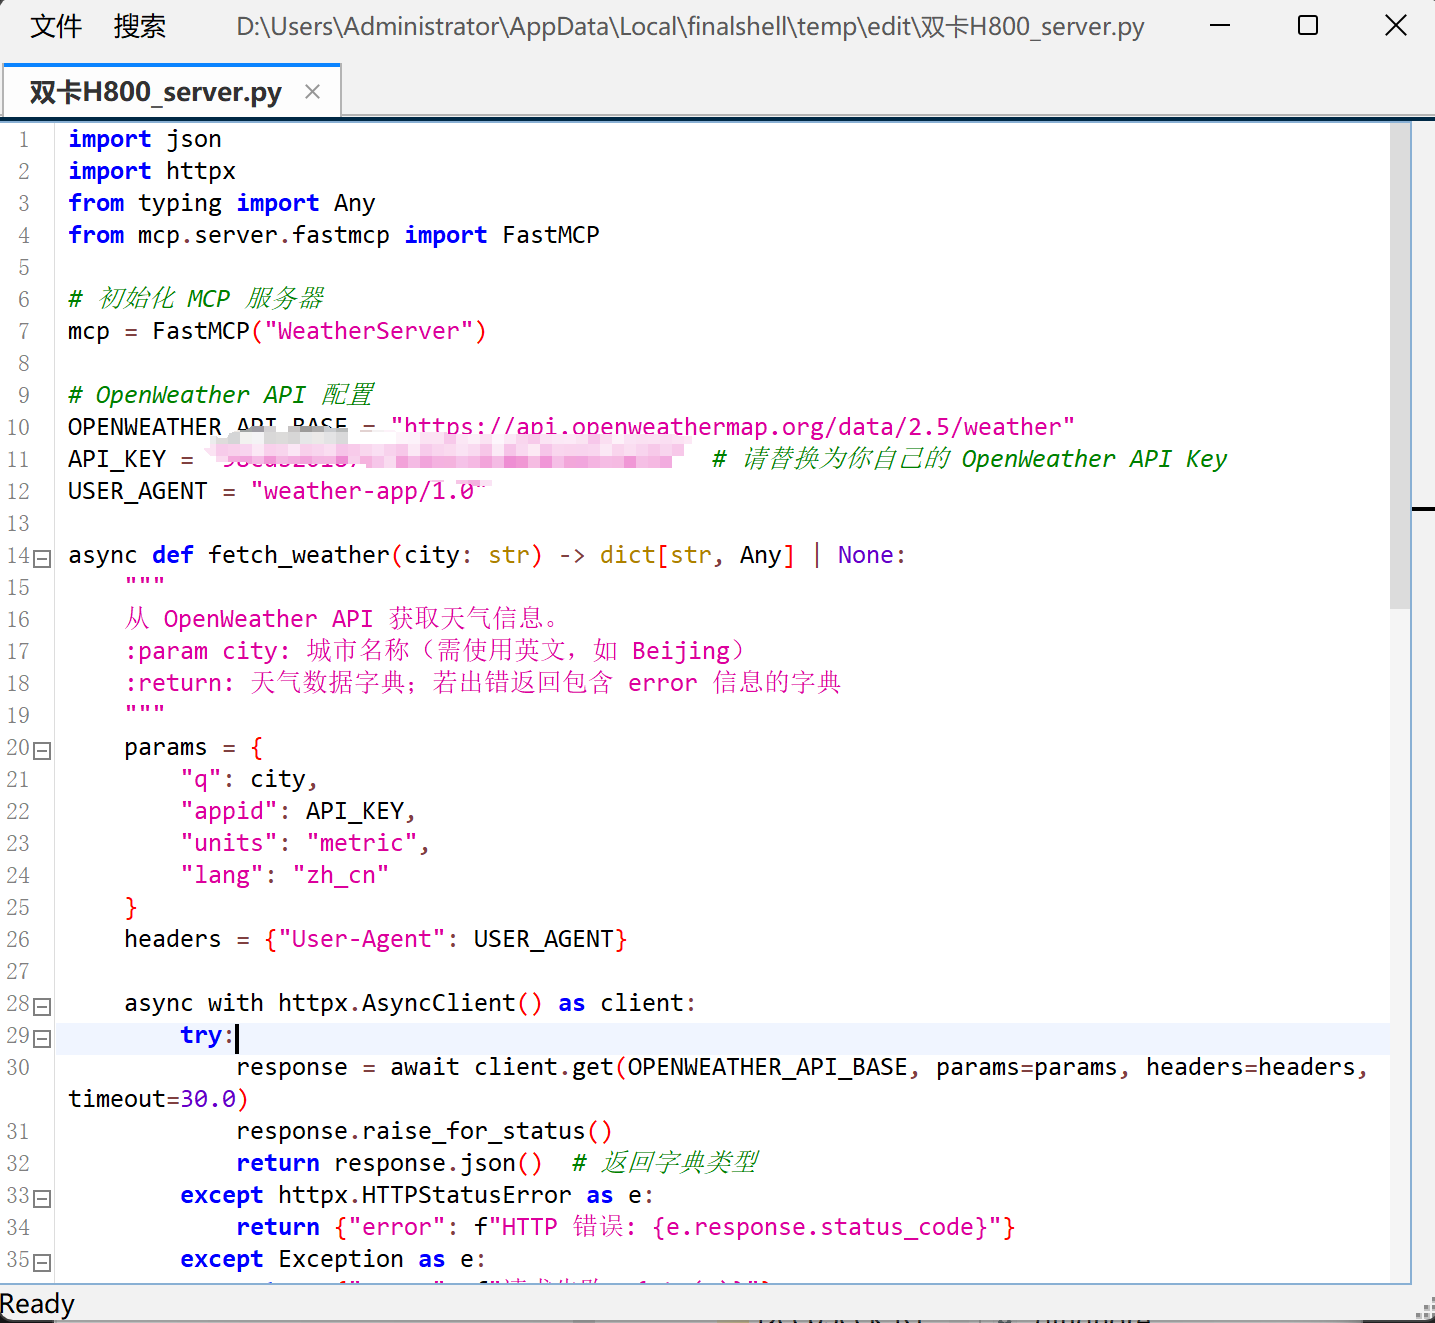 文件 搜索 D:\Users\Administrator\AppData\Local\finalshell\temp\edit\双卡H800_server.py
双卡H800_server.py
1 import json
2 import httpx
3 from typing import Any
4 from mcp.server.fastmcp import FastMCP
5
6 # 初始化 MCP 服务器
7 mcp = FastMCP("WeatherServer")
8
9 # OpenWeather API 配置
10 OPENWEATHER_API_BASE = "https://api.openweathermap.org/data/2.5/weather"
11 API_KEY = # 请替换为你自己的 OpenWeather API Key
12 USER_AGENT = "weather-app/1.0"
13
14 async def fetch_weather(city: str) -> dict[str, Any] | None:
15 """
16 从 OpenWeather API 获取天气信息。
17 :param city: 城市名称（需使用英文，如 Beijing）
18 :return: 天气数据字典；若出错返回包含 error 信息的字典
19 """
20 params = {
21 "q": city,
22 "appid": API_KEY,
23 "units": "metric",
24 "lang": "zh_cn"
25 }
26 headers = {"User-Agent": USER_AGENT}
27
28 async with httpx.AsyncClient() as client:
29 try:
30 response = await client.get(OPENWEATHER_API_BASE, params=params, headers=headers,
timeout=30.0)
31 response.raise_for_status()
32 return response.json() # 返回字典类型
33 except httpx.HTTPStatusError as e:
34 return {"error": f"HTTP 错误: {e.response.status_code}"}
35 except Exception as e:
Ready